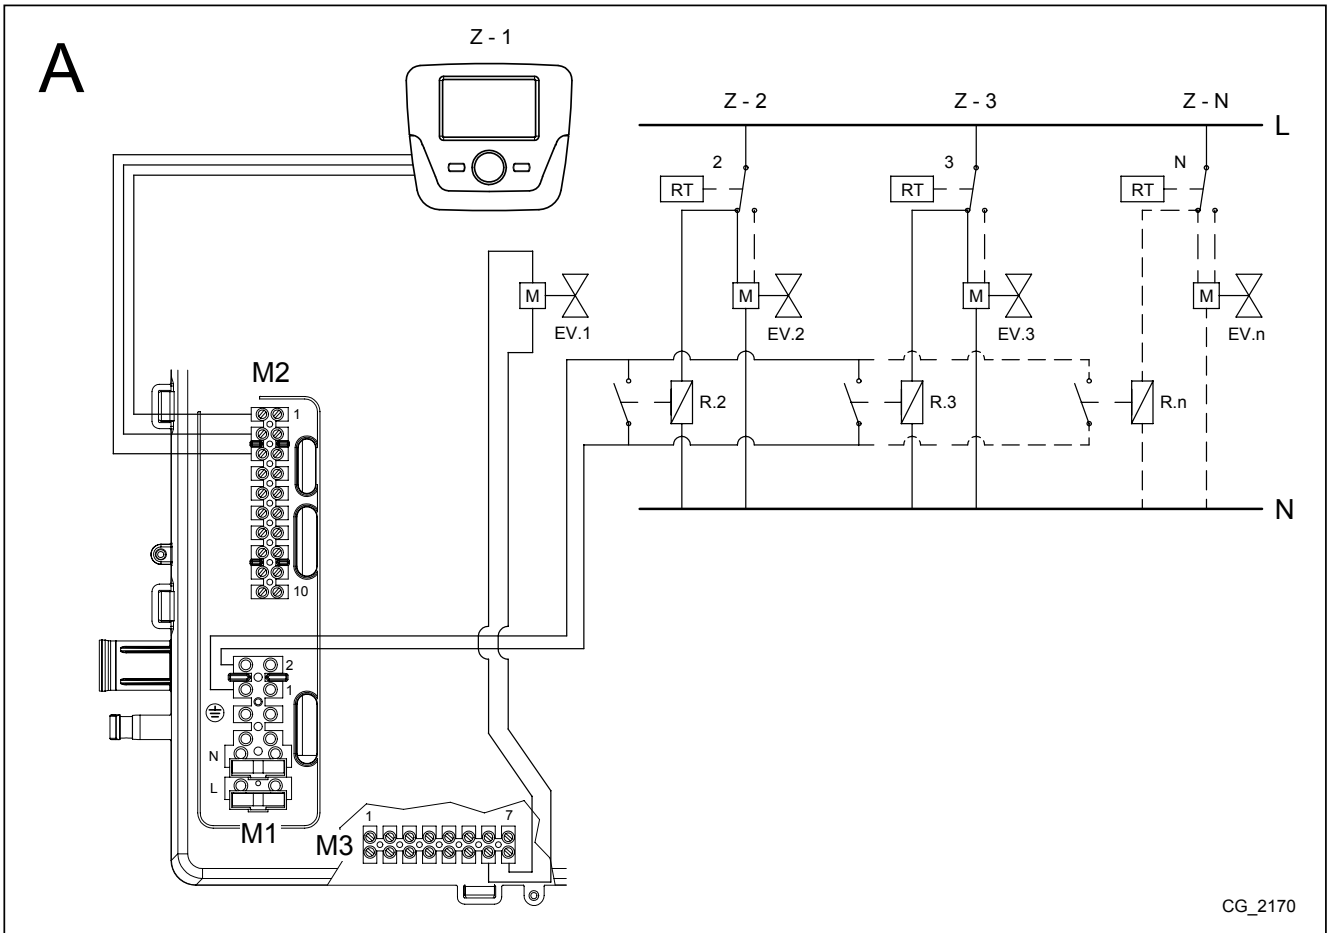 A
Z - 1
Z - 2 Z - 3 Z - N
L
2 3 N
RT RT RT
M M M M
EV.1 EV.2 EV.3 EV.n
M2
1
R.2 R.3 R.n
10
N
2
1
N
L
M1
M3
1 7
CG_2170